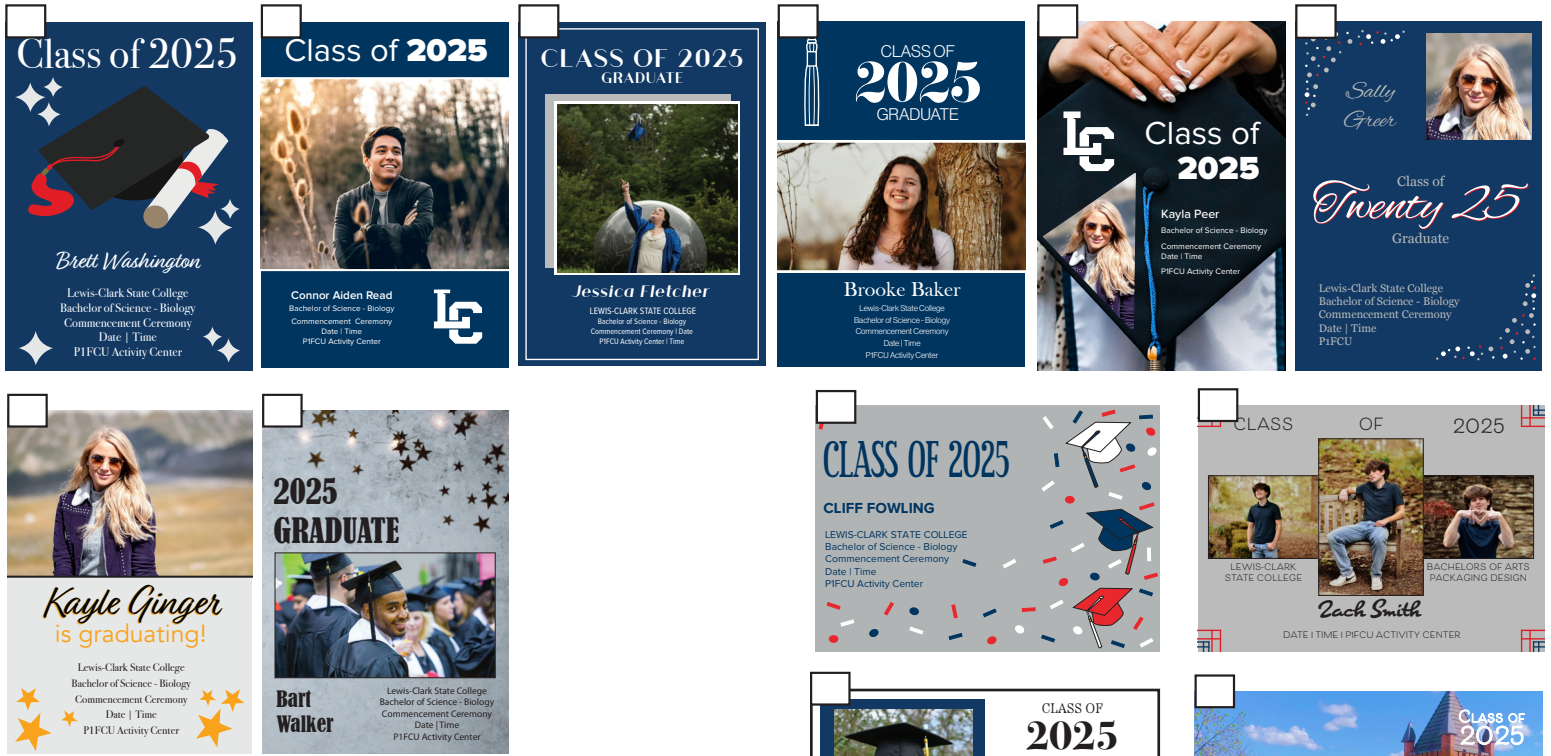 Class of 2025
Brett Washington
Lewis-Clark State College
Bachelor of Science - Biology
Commencement Ceremony
Date | Time
P1FCU Activity Center
Class of 2025
Connor Aiden Read
Bachelor of Science - Biology
Commencement Ceremony
Date | Time
P1FCU Activity Center
LC
CLASS OF 2025
GRADUATE
Jessica Fletcher
LEWIS-CLARK STATE COLLEGE
Bachelor of Science - Biology
Commencement Ceremony I Date
P1FCU Activity Center I Time
CLASS OF
2025
GRADUATE
Brooke Baker
Lewis-Clark State College
Bachelor of Science - Biology
Commencement Ceremony
Date | Time
P1FCU Activity Center
LC
Class of
2025
Kayla Peer
Bachelor of Science - Biology
Commencement Ceremony
Date | Time
P1FCU Activity Center
Sally
Greer
Class of
Twenty 25
Graduate
Lewis-Clark State College
Bachelor of Science - Biology
Commencement Ceremony
Date | Time
P1FCU
Kayle Ginger
is graduating!
Lewis-Clark State College
Bachelor of Science - Biology
Commencement Ceremony
Date | Time
P1FCU Activity Center
2025
GRADUATE
Bart
Walker
Lewis-Clark State College
Bachelor of Science - Biology
Commencement Ceremony
Date | Time
P1FCU Activity Center
CLASS OF 2025
CLIFF FOWLING
LEWIS-CLARK STATE COLLEGE
Bachelor of Science - Biology
Commencement Ceremony
Date | Time
P1FCU Activity Center
CLASS OF 2025
LEWIS-CLARK
STATE COLLEGE
BACHELORS OF ARTS
PACKAGING DESIGN
Zach Smith
DATE I TIME I PIFCU ACTIVITY CENTER
CLASS OF
2025
CLASS OF
2025